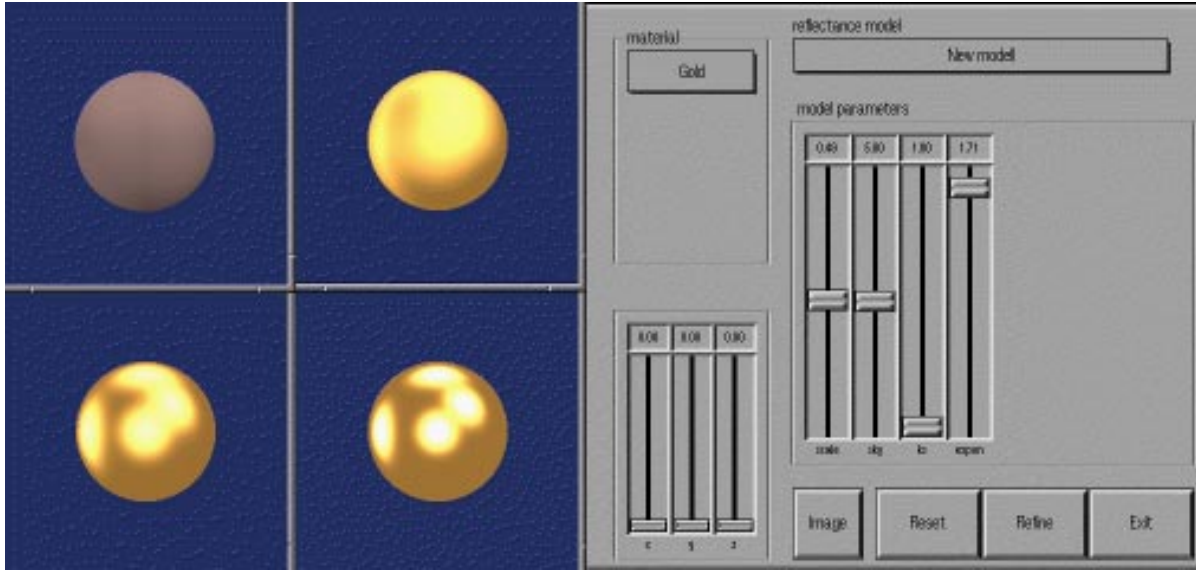 material
Gold
reflectance model
New modell
model parameters
0.49 5.00 1.00 1.71
scale sky ks expon
0.00 0.00 0.00
x y z
Image Reset Refine Exit